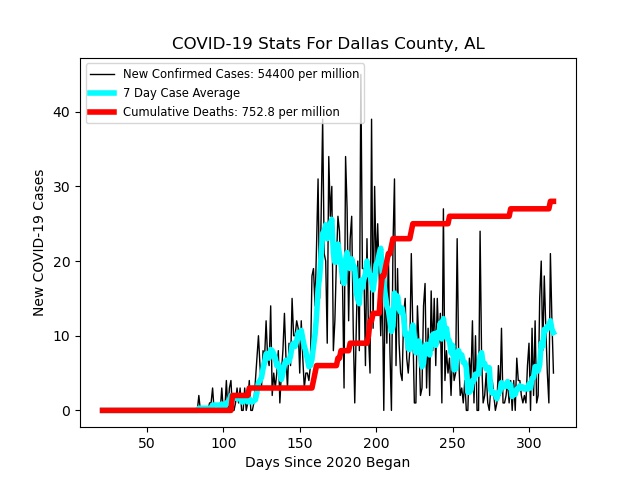 COVID-19 Stats For Dallas County, AL
New Confirmed Cases: 54400 per million
7 Day Case Average
Cumulative Deaths: 752.8 per million
New COVID-19 Cases
40
30
20
10
0
50 100 150 200 250 300
Days Since 2020 Began